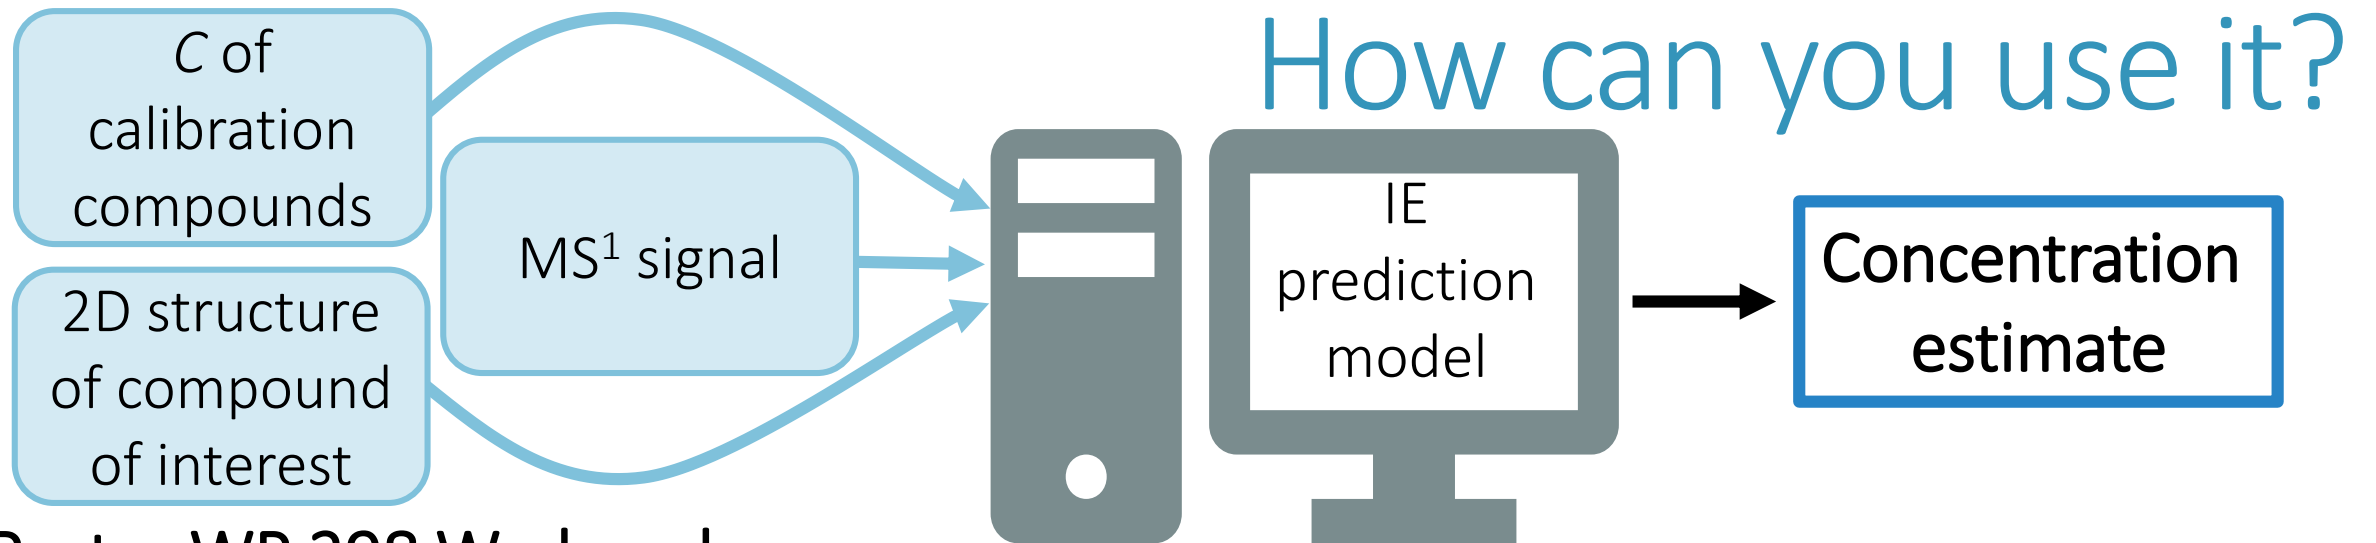 How can you use it?
C of
calibration
compounds
MS¹ signal
2D structure
of compound
of interest
IE
prediction
model
Concentration
estimate